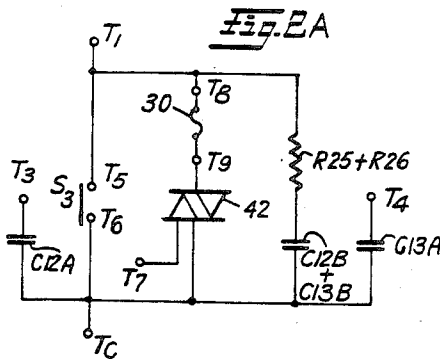 Fig. 2A
T1
T8
30
T9
R25+R26
T3
S3
T5
T6
T4
42
C12A
T7
C12B
+
C13B
C13A
TC